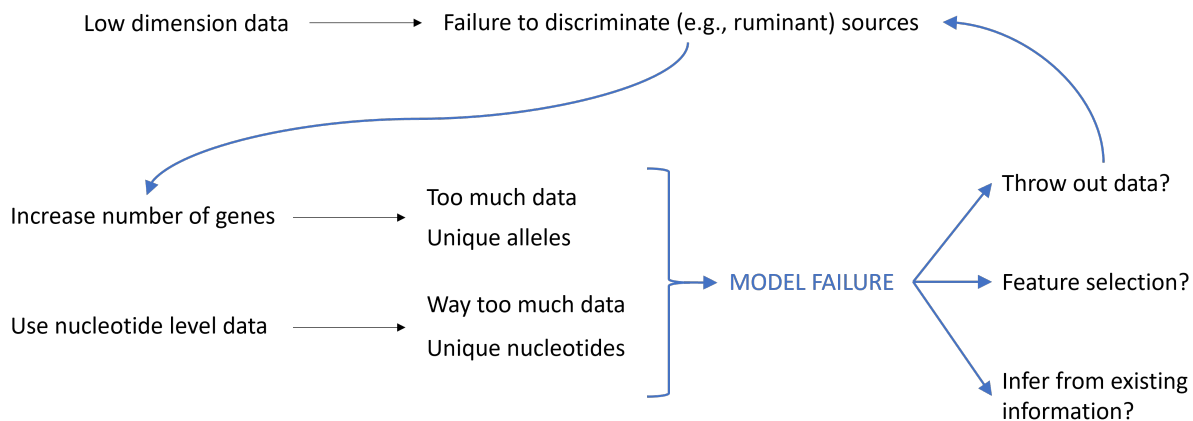 Low dimension data
Failure to discriminate (e.g., ruminant) sources
Increase number of genes
Too much data
Unique alleles
Use nucleotide level data
Way too much data
Unique nucleotides
MODEL FAILURE
Throw out data?
Feature selection?
Infer from existing
information?